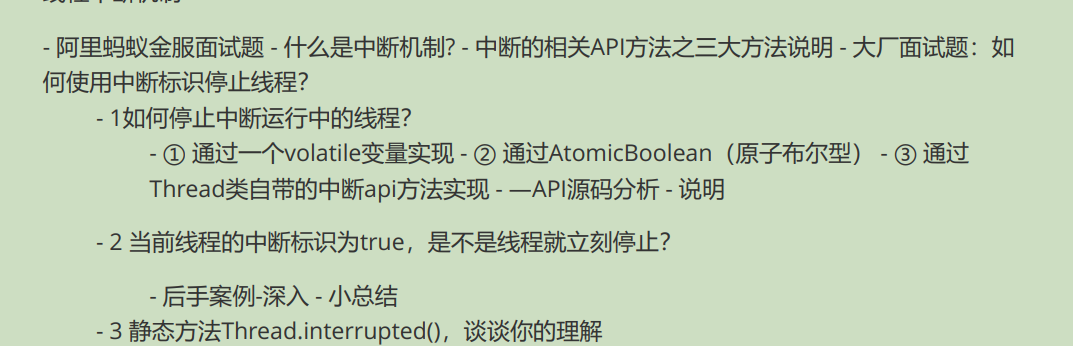 - 阿里蚂蚁金服面试题 - 什么是中断机制? - 中断的相关API方法之三大方法说明 - 大厂面试题：如
何使用中断标识停止线程?
- 1如何停止中断运行中的线程?
- ① 通过一个volatile变量实现 - ② 通过AtomicBoolean（原子布尔型） - ③ 通过
Thread类自带的中断api方法实现 - —API源码分析 - 说明
- 2 当前线程的中断标识为true，是不是线程就立刻停止?
- 后手案例-深入 - 小总结
- 3 静态方法Thread.interrupted()，谈谈你的理解